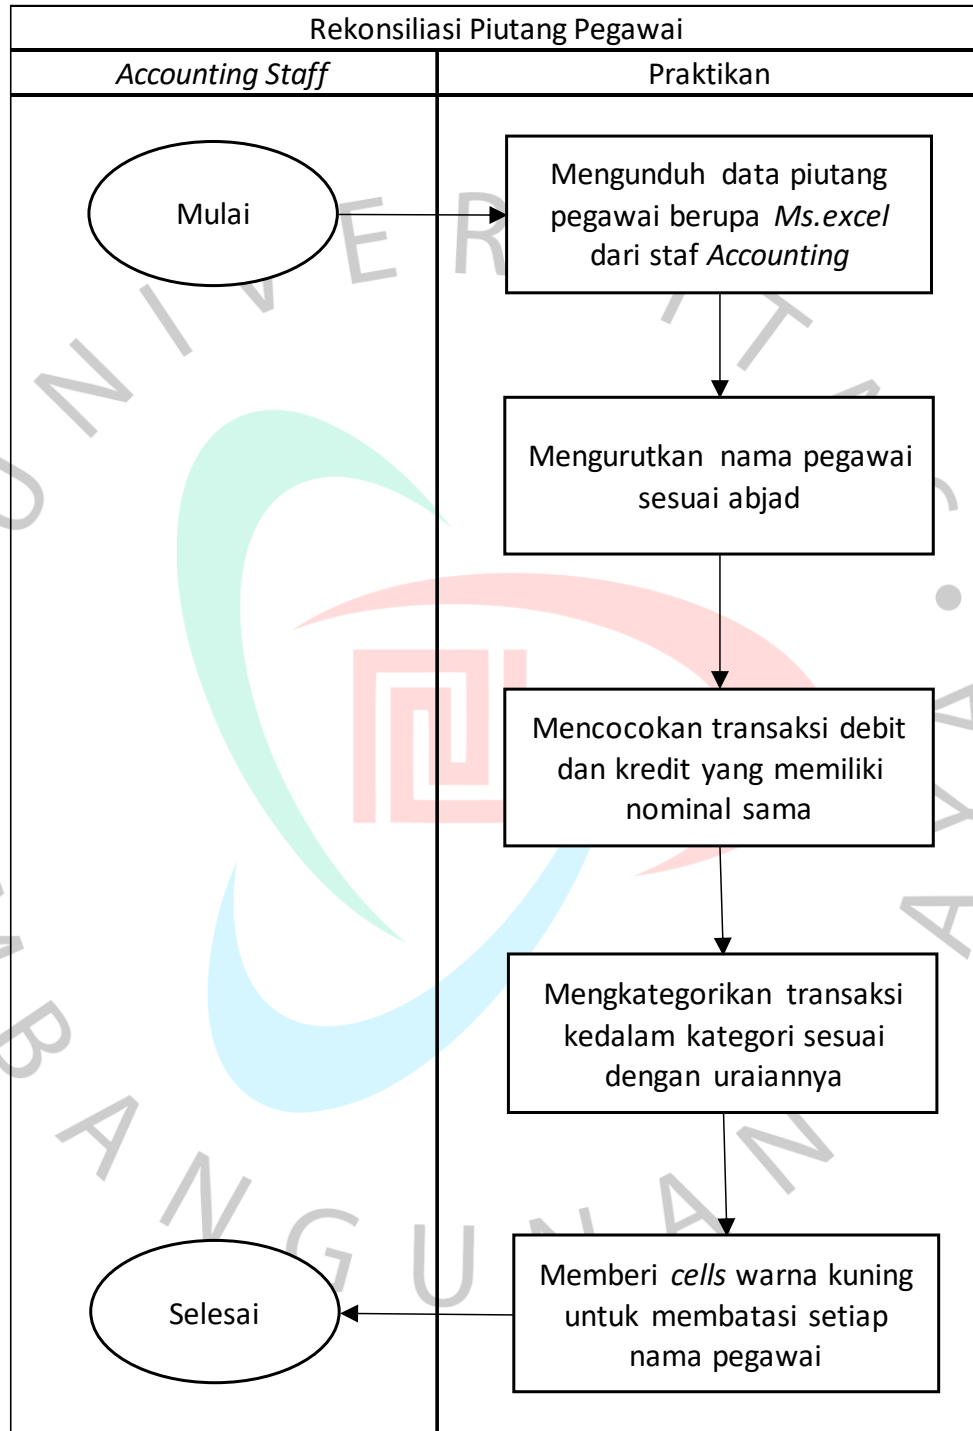 Rekonsiliasi Piutang Pegawai
Accounting Staff
Praktikan
Mulai
Mengunduh data piutang
pegawai berupa Ms.excel
dari staf Accounting
Mengurutkan nama pegawai
sesuai abjad
Mencocokan transaksi debit
dan kredit yang memiliki
nominal sama
Mengkategorikan transaksi
kedalam kategori sesuai
dengan uraiannya
Memberi cells warna kuning
untuk membatasi setiap
nama pegawai
Selesai